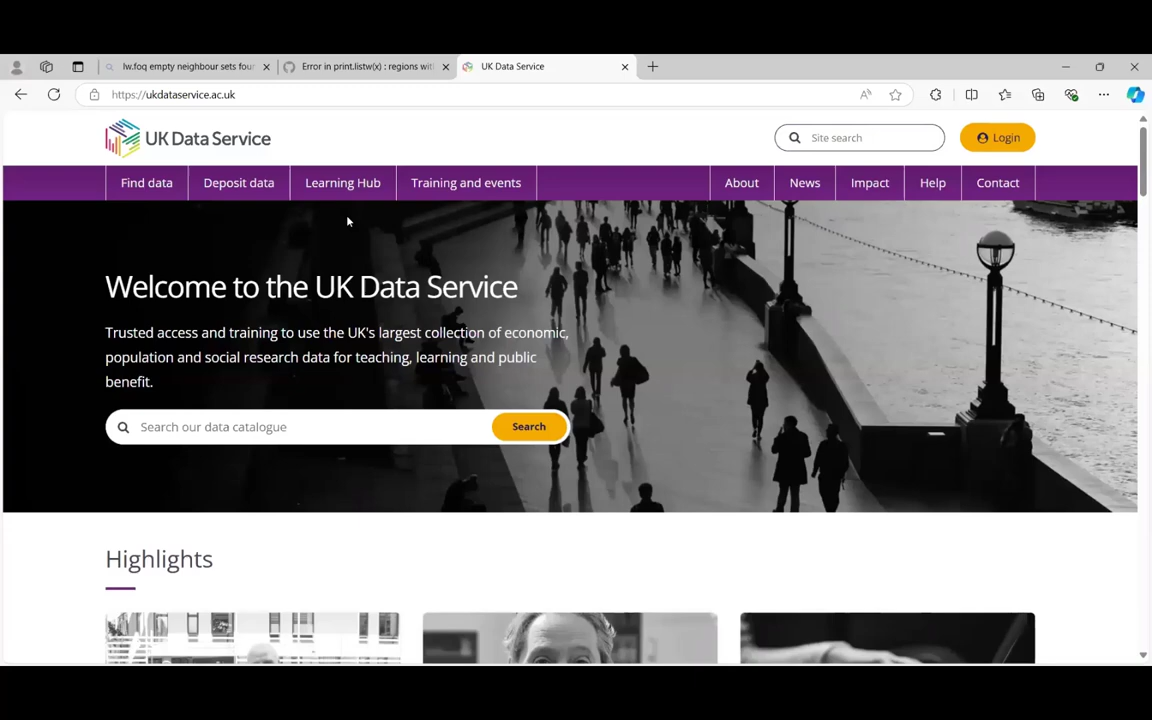 lw.foq empty neighbour sets four
Error in print.listw(x) : regions with
UK Data Service
https://ukdataservice.ac.uk
UK Data Service
Site search
Login
Find data
Deposit data
Learning Hub
Training and events
About
News
Impact
Help
Contact
Welcome to the UK Data Service
Trusted access and training to use the UK's largest collection of economic,
population and social research data for teaching, learning and public
benefit.
Search our data catalogue
Search
Highlights